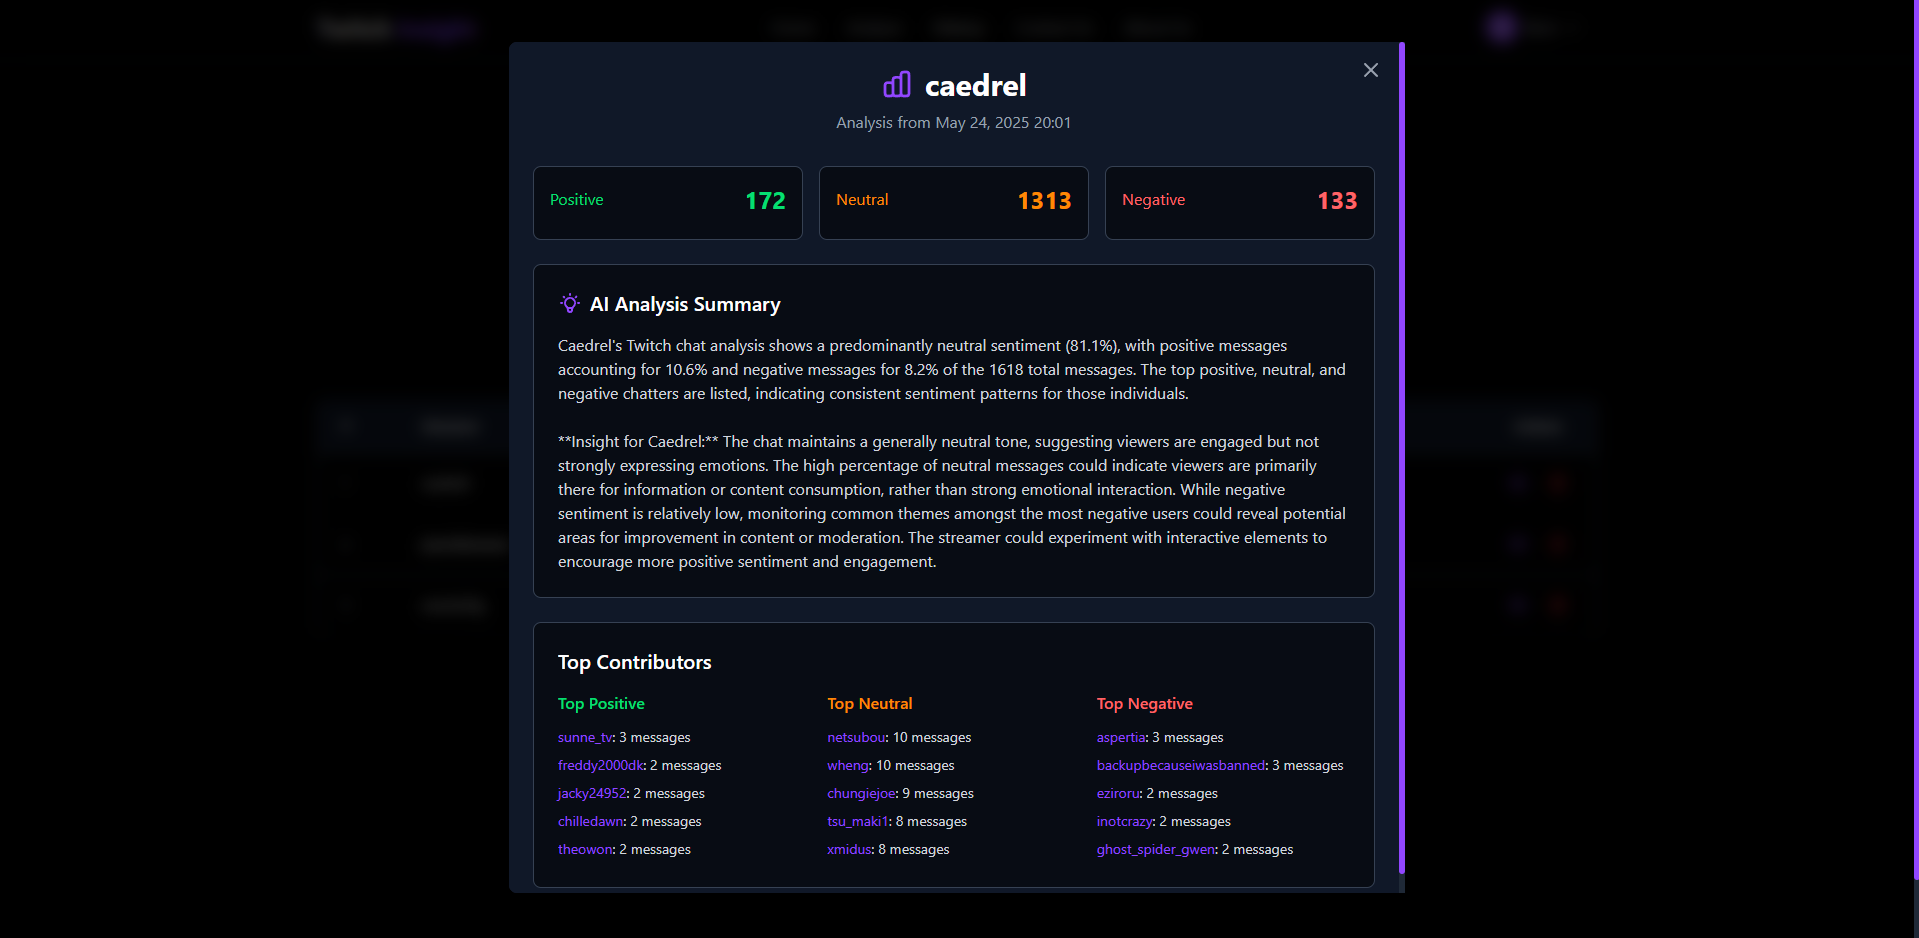 caedrel
Analysis from May 24, 2025 20:01
Positive 172
Neutral 1313
Negative 133
AI Analysis Summary
Caedrel's Twitch chat analysis shows a predominantly neutral sentiment (81.1%), with positive messages
accounting for 10.6% and negative messages for 8.2% of the 1618 total messages. The top positive, neutral, and
negative chatters are listed, indicating consistent sentiment patterns for those individuals.
**Insight for Caedrel:** The chat maintains a generally neutral tone, suggesting viewers are engaged but not
strongly expressing emotions. The high percentage of neutral messages could indicate viewers are primarily
there for information or content consumption, rather than strong emotional interaction. While negative
sentiment is relatively low, monitoring common themes amongst the most negative users could reveal potential
areas for improvement in content or moderation. The streamer could experiment with interactive elements to
encourage more positive sentiment and engagement.
Top Contributors
Top Positive
sunne_tv: 3 messages
freddy2000dk: 2 messages
jacky24952: 2 messages
chilledawn: 2 messages
theowon: 2 messages
Top Neutral
netsubou: 10 messages
wheng: 10 messages
chungiejoe: 9 messages
tsu_maki1: 8 messages
xmidus: 8 messages
Top Negative
aspertia: 3 messages
backupbecauseiwasbanned: 3 messages
eziroru: 2 messages
inotcrazy: 2 messages
ghost_spider_gwen: 2 messages